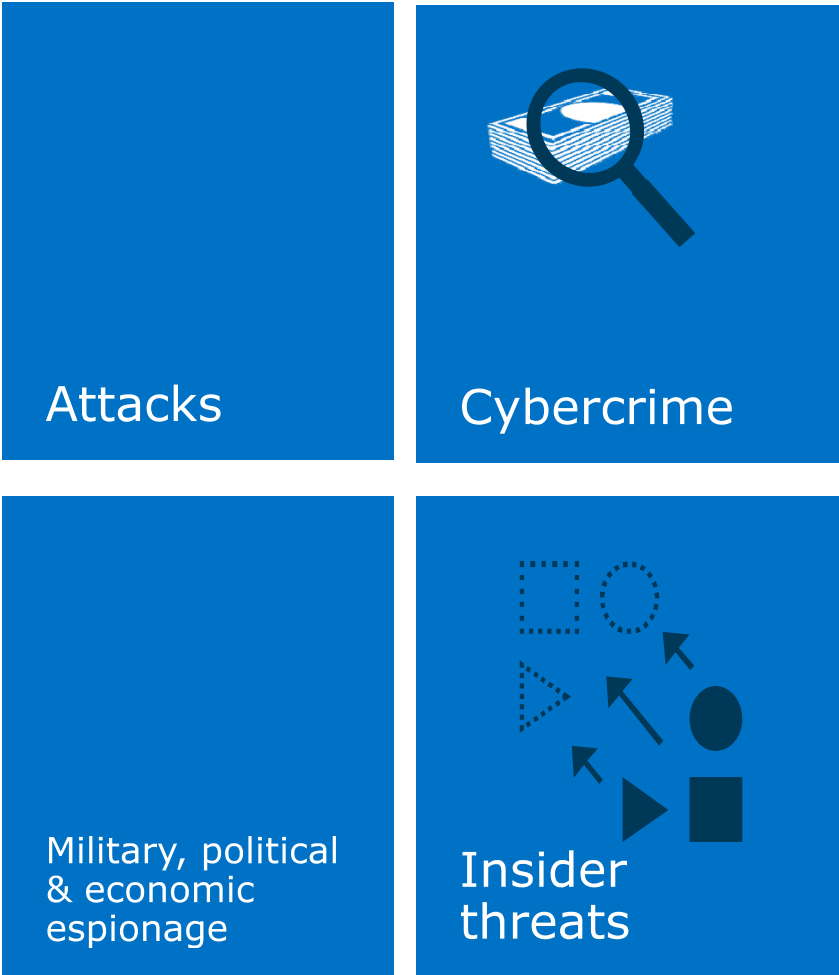 Attacks
Cybercrime
Military, political
& economic
espionage
Insider
threats